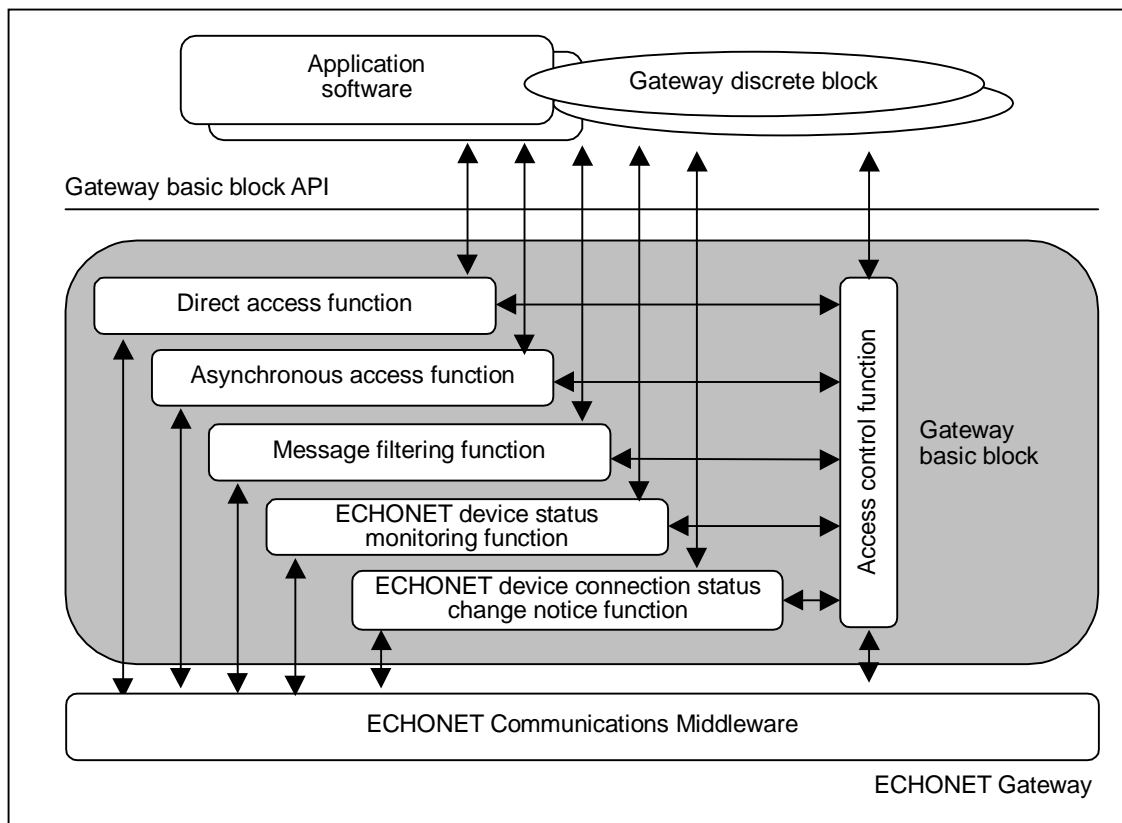 Application
software
Gateway discrete block
Gateway basic block API
Direct access function
Asynchronous access function
Message filtering function
ECHONET device status
monitoring function
ECHONET device connection status
change notice function
Access control function
Gateway
basic block
ECHONET Communications Middleware
ECHONET Gateway